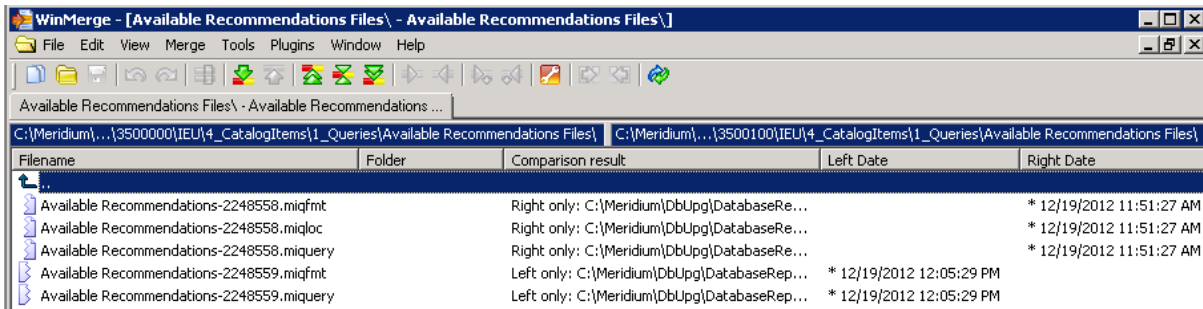 WinMerge - [Available Recommendations Files\ - Available Recommendations Files\]
File Edit View Merge Tools Plugins Window Help
Available Recommendations Files\ - Available Recommendations ...
C:\Meridium\...\3500000\IEU\4_CatalogItems\1_Queries\Available Recommendations Files\ C:\Meridium\...\3500100\IEU\4_CatalogItems\1_Queries\Available Recommendations Files\
Filename Folder Comparison result Left Date Right Date
..
Available Recommendations-2248558.miqfmt Right only: C:\Meridium\DbUpg\DatabaseRe... * 12/19/2012 11:51:27 AM
Available Recommendations-2248558.miqloc Right only: C:\Meridium\DbUpg\DatabaseRe... * 12/19/2012 11:51:27 AM
Available Recommendations-2248558.miquery Right only: C:\Meridium\DbUpg\DatabaseRe... * 12/19/2012 11:51:27 AM
Available Recommendations-2248559.miqfmt Left only: C:\Meridium\DbUpg\DatabaseRep... * 12/19/2012 12:05:29 PM
Available Recommendations-2248559.miquery Left only: C:\Meridium\DbUpg\DatabaseRep... * 12/19/2012 12:05:29 PM